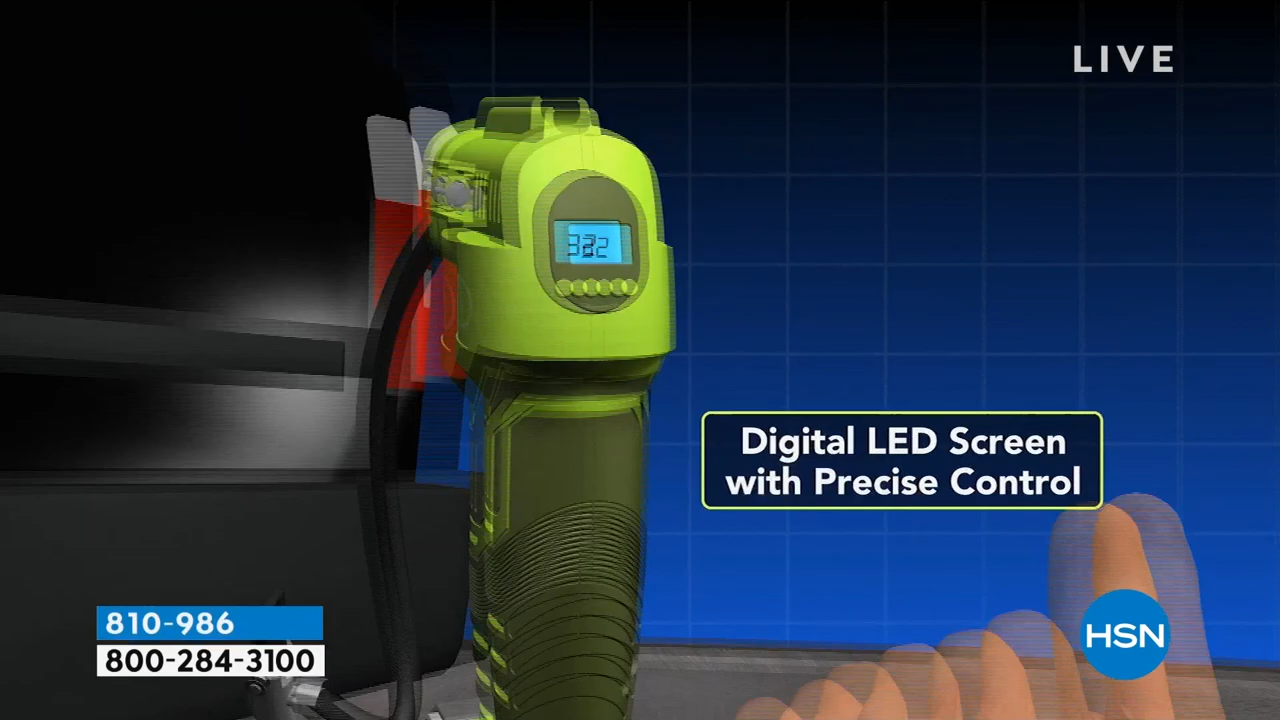 LIVE
Digital LED Screen
with Precise Control
810-986
800-284-3100
HSN